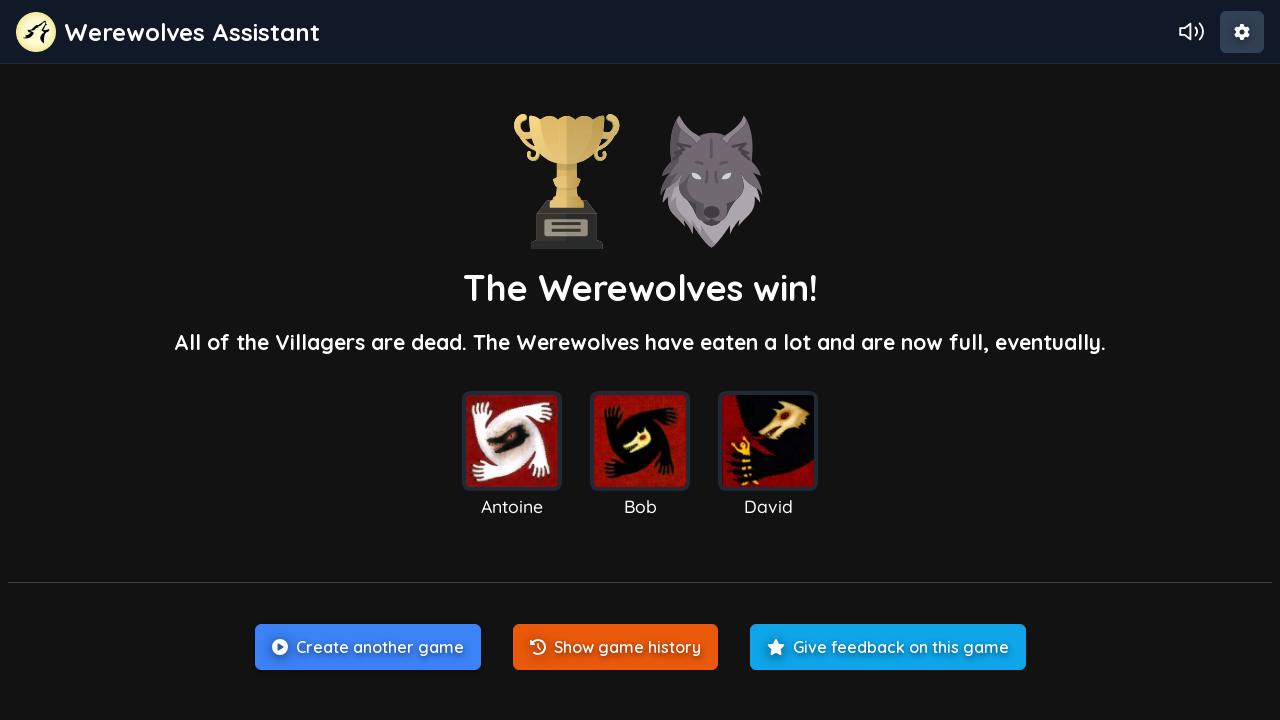 Werewolves Assistant
The Werewolves win!
All of the Villagers are dead. The Werewolves have eaten a lot and are now full, eventually.
Antoine
Bob
David
Create another game
Show game history
Give feedback on this game